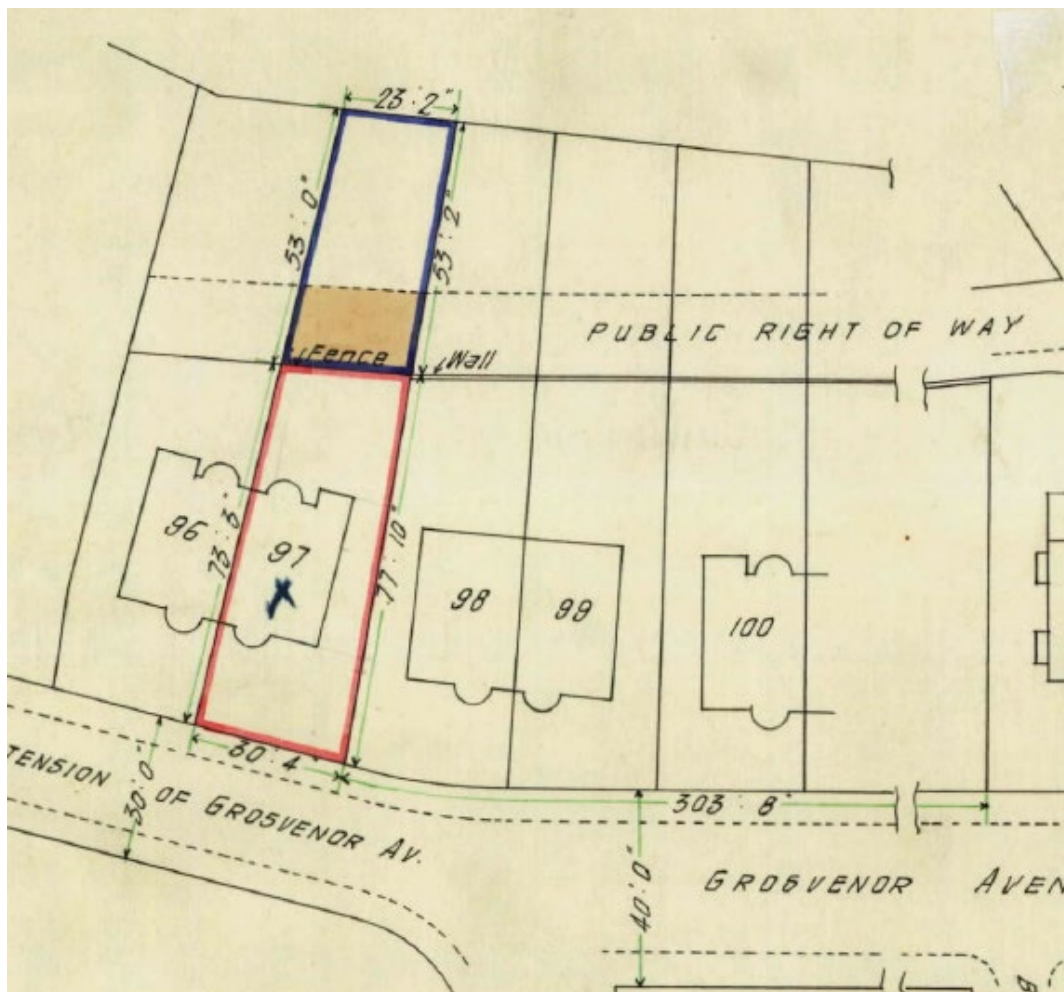 23' 2"
53' 0"
53' 2"
PUBLIC RIGHT OF WAY
Fence
Wall
96
97
73' 3"
77' 10"
98
99
100
30' 4"
303' 8"
TENSION OF GROSVENOR AV.
30' 0"
40' 0"
GROSVENOR AVEN